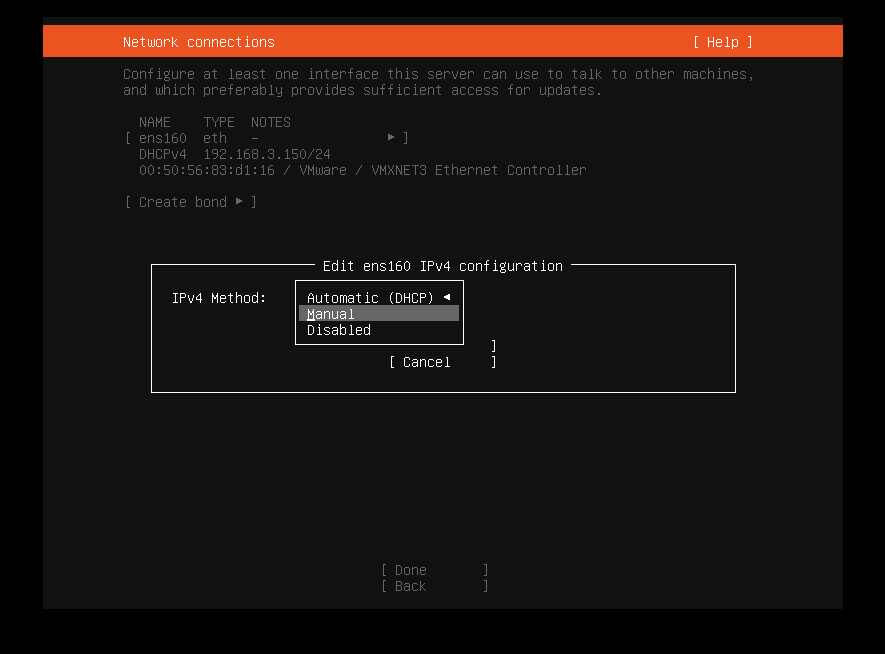 Network connections [ Help ]
Configure at least one interface this server can use to talk to other machines,
and which preferably provides sufficient access for updates.
NAME TYPE NOTES
[ ens160 eth - ▸ ]
DHCPv4 192.168.3.150/24
00:50:56:83:d1:16 / VMware / VMXNET3 Ethernet Controller
[ Create bond ▸ ]
Edit ens160 IPv4 configuration
IPv4 Method: Automatic (DHCP) ◂
Manual
Disabled
]
[ Cancel ]
[ Done ]
[ Back ]